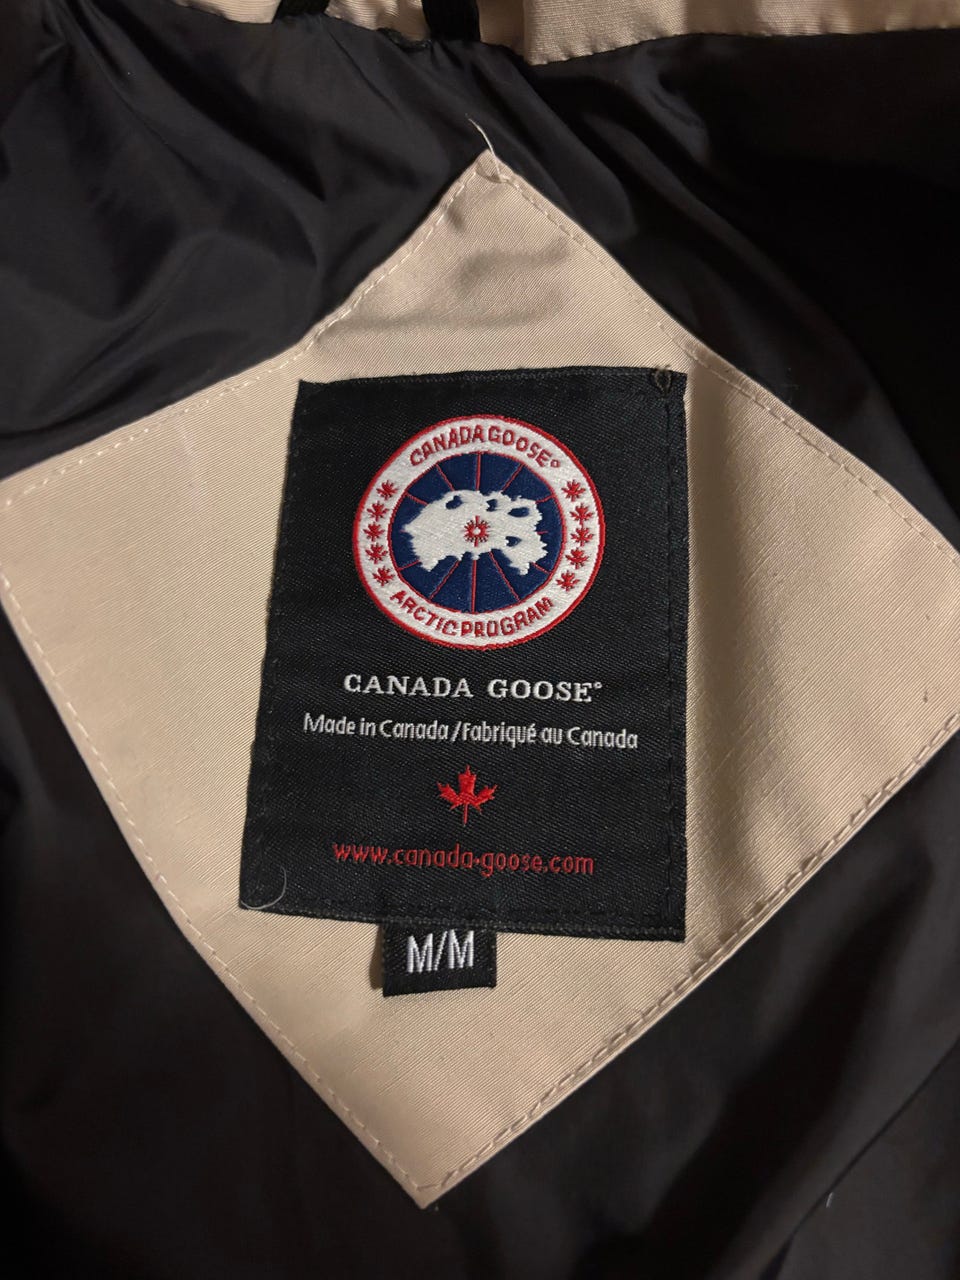 CANADA GOOSE®
ARCTIC PROGRAM
CANADA GOOSE®
Made in Canada/Fabriqué au Canada
www.canada-goose.com
M/M